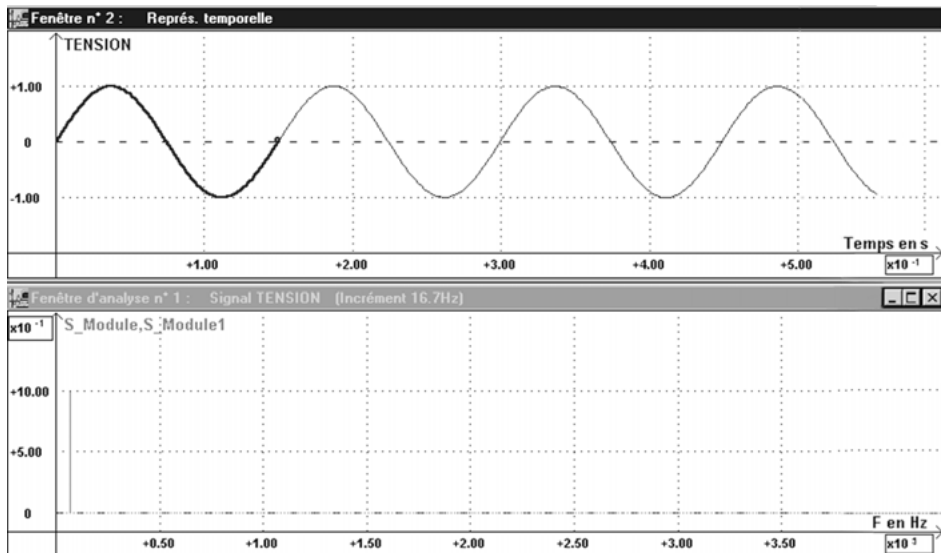 Fenêtre n° 2 : Représ. temporelle
TENSION
+1.00
0
-1.00
Temps en s
+1.00 +2.00 +3.00 +4.00 +5.00 x10 -1
Fenêtre d'analyse n° 1 : Signal TENSION (Incrément 16.7Hz)
x10 -1 S_Module,S_Module1
+10.00
+5.00
0
F en Hz
+0.50 +1.00 +1.50 +2.00 +2.50 +3.00 +3.50 x10 3